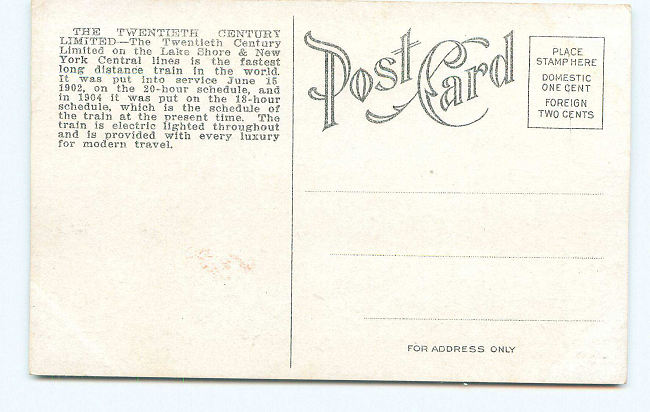 THE TWENTIETH CENTURY
LIMITED—The Twentieth Century
Limited on the Lake Shore & New
York Central lines is the fastest
long distance train in the world.
It was put into service June 15
1902, on the 20-hour schedule, and
in 1904 it was put on the 18-hour
schedule, which is the schedule of
the train at the present time. The
train is electric lighted throughout
and is provided with every luxury
for modern travel.
Post Card
PLACE
STAMP HERE
DOMESTIC
ONE CENT
FOREIGN
TWO CENTS
FOR ADDRESS ONLY